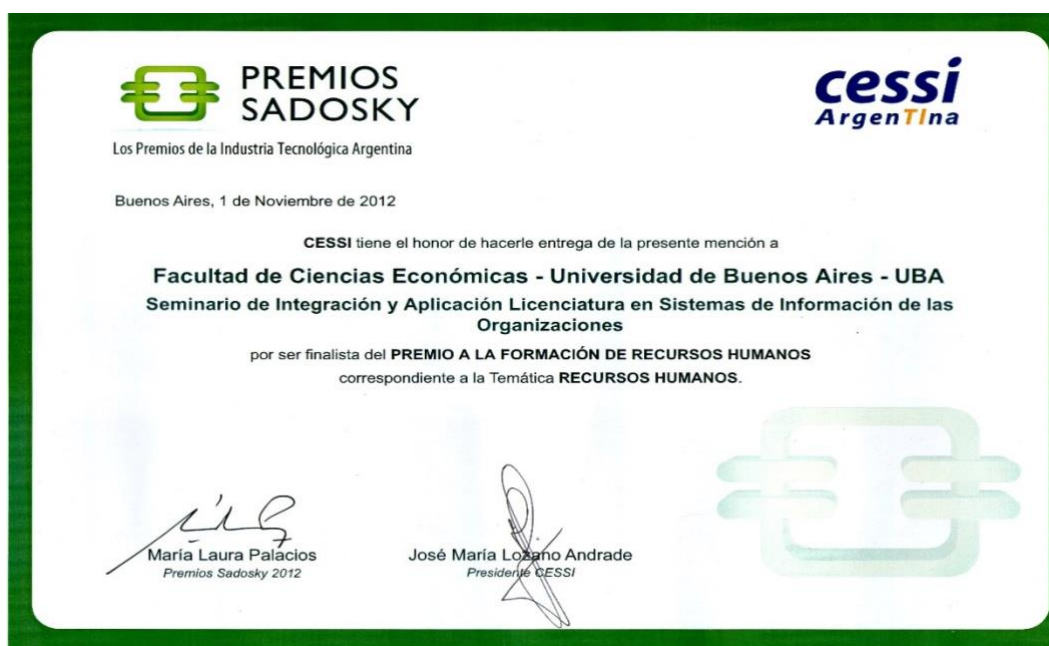 PREMIOS
SADOSKY
Los Premios de la Industria Tecnológica Argentina
cessi
ArgenTIna
Buenos Aires, 1 de Noviembre de 2012
CESSI tiene el honor de hacerle entrega de la presente mención a
Facultad de Ciencias Económicas - Universidad de Buenos Aires - UBA
Seminario de Integración y Aplicación Licenciatura en Sistemas de Información de las
Organizaciones
por ser finalista del PREMIO A LA FORMACIÓN DE RECURSOS HUMANOS
correspondiente a la Temática RECURSOS HUMANOS.
María Laura Palacios
Premios Sadosky 2012
José María Lozano Andrade
Presidente CESSI